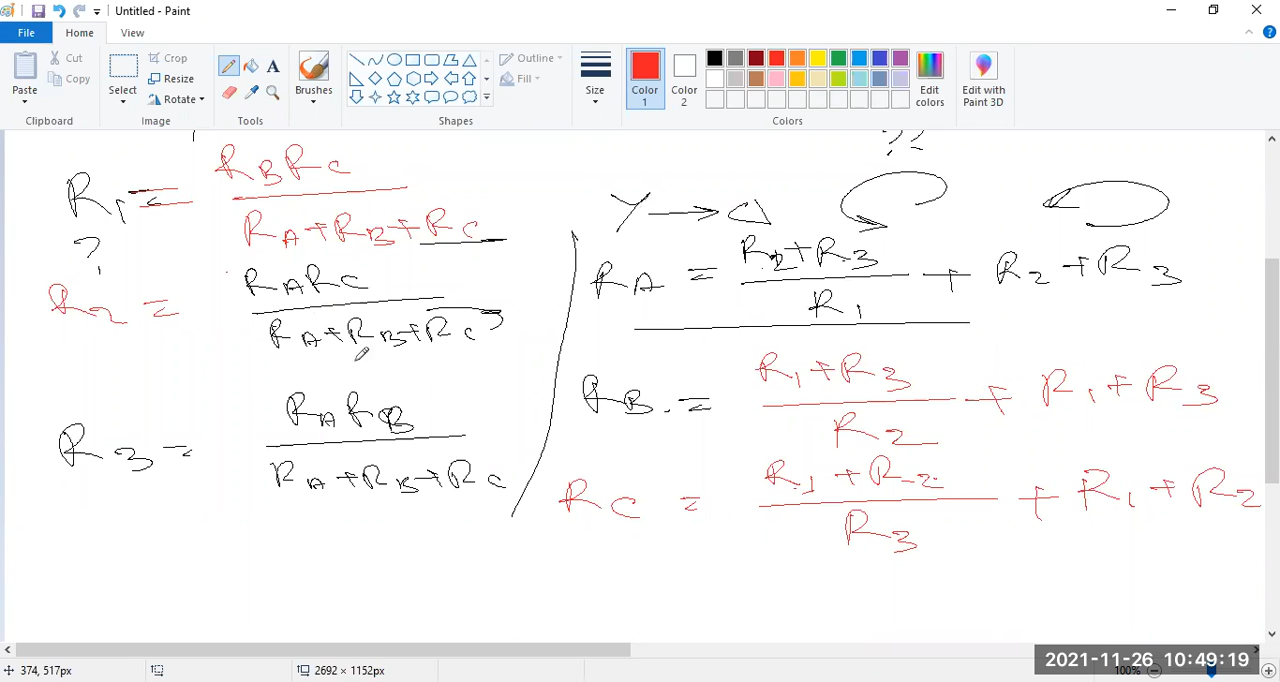 Untitled - Paint
File Home View
Paste
Cut
Copy
Clipboard
Select
Crop
Resize
Rotate
Image
A
Tools
Brushes
Shapes
Outline
Fill
Size
Color 1
Color 2
Colors
Edit colors
Edit with Paint 3D
R1 = RBRC
RA+RB+RC
?
R2 = RARC
RA+RB+RC
R3 = RARB
RA+RB+RC
??
Y → △
RA = R2+R3 + R2+R3
R1
RB = R1+R3 + R1+R3
R2
RC = R1+R2 + R1+R2
R3
374, 517px
2692 × 1152px
100%
2021-11-26 10:49:19